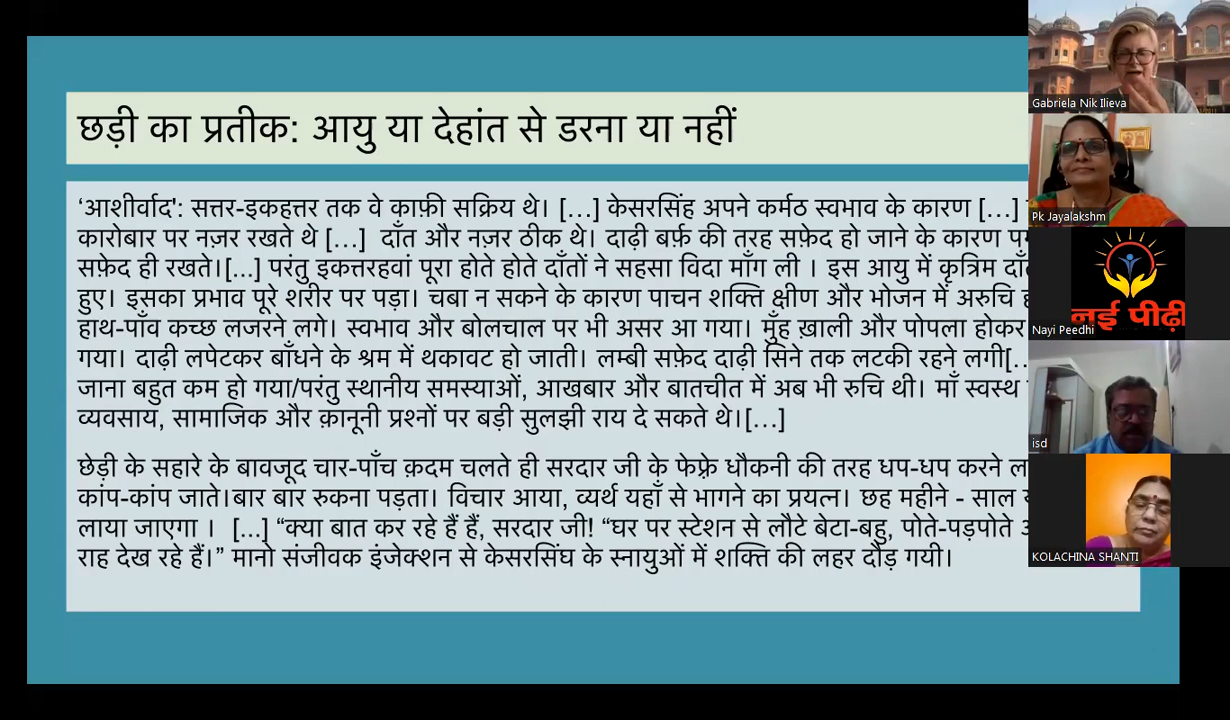 छड़ी का प्रतीक: आयु या देहांत से डरना या नहीं
‘आशीर्वाद': सत्तर-इकहत्तर तक वे काफ़ी सक्रिय थे। […] केसरसिंह अपने कर्मठ स्वभाव के कारण […]
कारोबार पर नज़र रखते थे […] दाँत और नज़र ठीक थे। दाढ़ी बर्फ़ की तरह सफ़ेद हो जाने के कारण
सफ़ेद ही रखते।[...] परंतु इकत्तरहवां पूरा होते होते दाँतों ने सहसा विदा माँग ली । इस आयु में कृत्रिम
हुए। इसका प्रभाव पूरे शरीर पर पड़ा। चबा न सकने के कारण पाचन शक्ति क्षीण और भोजन में अरुचि
हाथ-पाँव कच्छ लजरने लगे। स्वभाव और बोलचाल पर भी असर आ गया। मुँह ख़ाली और पोपला होकर
गया। दाढ़ी लपेटकर बाँधने के श्रम में थकावट हो जाती। लम्बी सफ़ेद दाढ़ी सिने तक लटकी रहने लगी[…
जाना बहुत कम हो गया/परंतु स्थानीय समस्याओं, आखबार और बातचीत में अब भी रुचि थी। माँ स्वस्थ
व्यवसाय, सामाजिक और क़ानूनी प्रश्नों पर बड़ी सुलझी राय दे सकते थे।[…]
छेड़ी के सहारे के बावजूद चार-पाँच क़दम चलते ही सरदार जी के फेफ़्रे धौकनी की तरह धप-धप करने
कांप-कांप जाते।बार बार रुकना पड़ता। विचार आया, व्यर्थ यहाँ से भागने का प्रयत्न। छह महीने - साल
लाया जाएगा । [...] “क्या बात कर रहे हैं हैं, सरदार जी! “घर पर स्टेशन से लौटे बेटा-बहु, पोते-पड़पोते
राह देख रहे हैं।” मानो संजीवक इंजेक्शन से केसरसिंघ के स्नायुओं में शक्ति की लहर दौड़ गयी।
Gabriela Nik Ilieva
Pk Jayalakshm
नई पीढ़ी
Nayi Peedhi
isd
KOLACHINA SHANTI